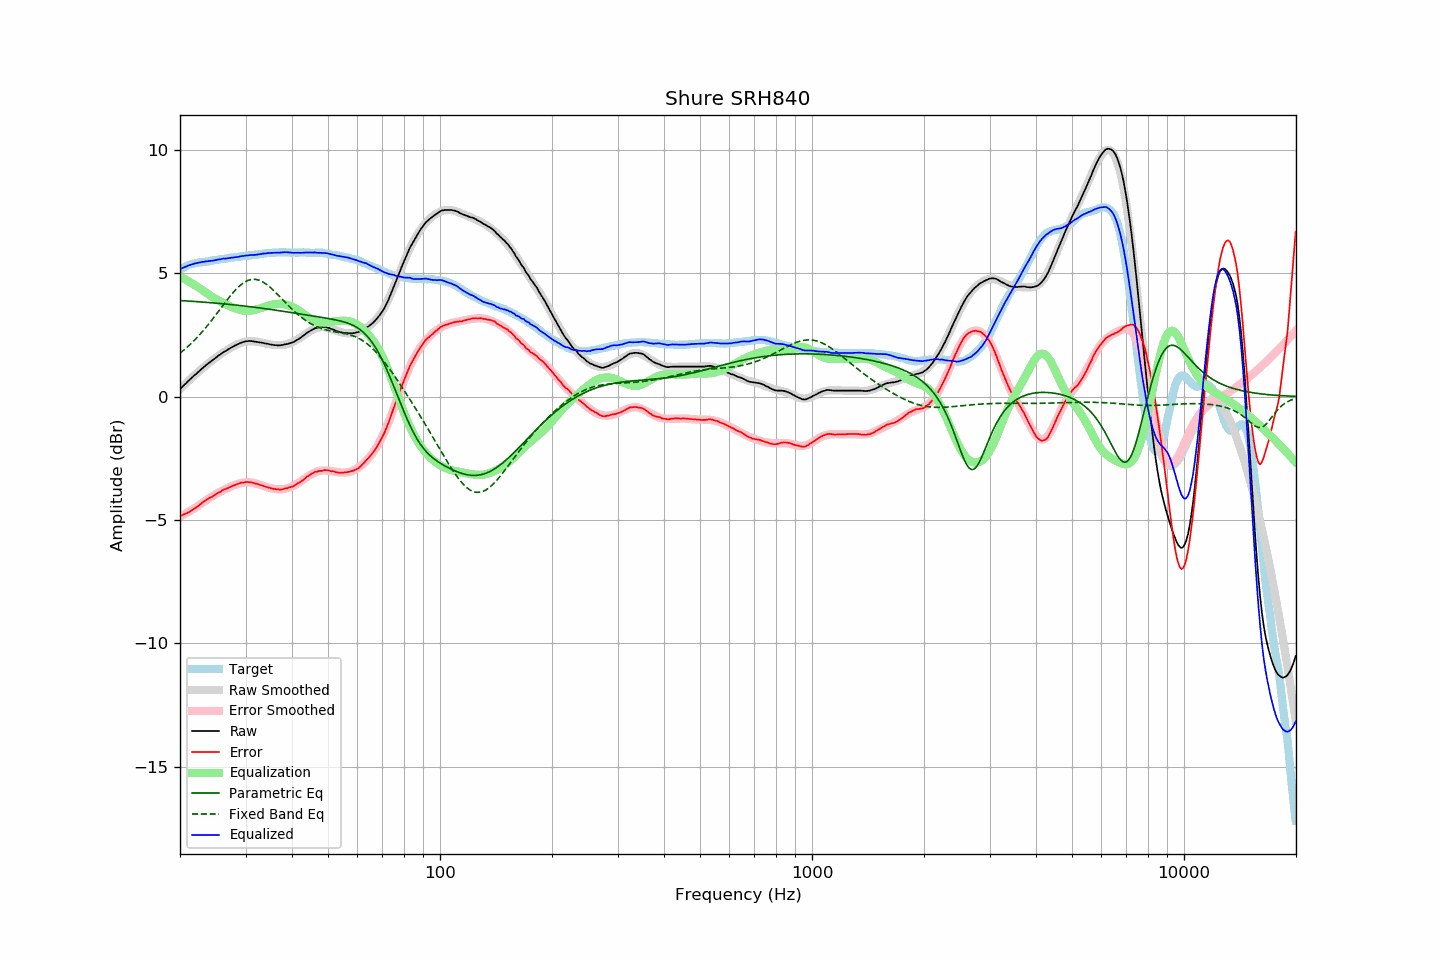 Shure SRH840
Amplitude (dBr)
10
5
0
−5
−10
−15
Target
Raw Smoothed
Error Smoothed
Raw
Error
Equalization
Parametric Eq
Fixed Band Eq
Equalized
100
1000
10000
Frequency (Hz)